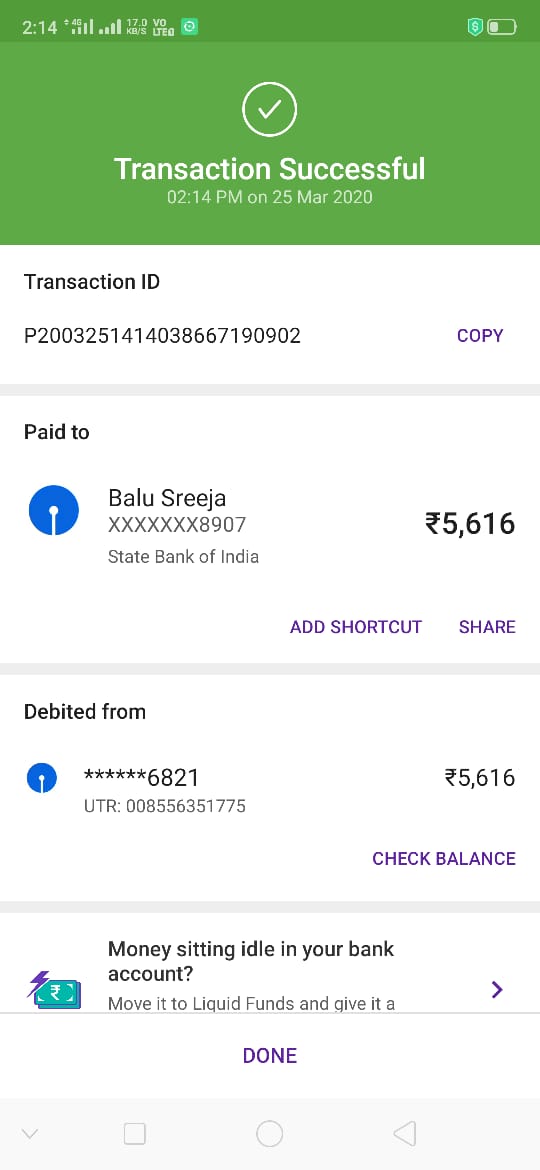 2:14 4G 17.0 KB/S VO LTE
Transaction Successful
02:14 PM on 25 Mar 2020
Transaction ID
P2003251414038667190902 COPY
Paid to
Balu Sreeja
XXXXXXX8907
₹5,616
State Bank of India
ADD SHORTCUT SHARE
Debited from
******6821 ₹5,616
UTR: 008556351775
CHECK BALANCE
Money sitting idle in your bank
account?
Move it to Liquid Funds and give it a
DONE